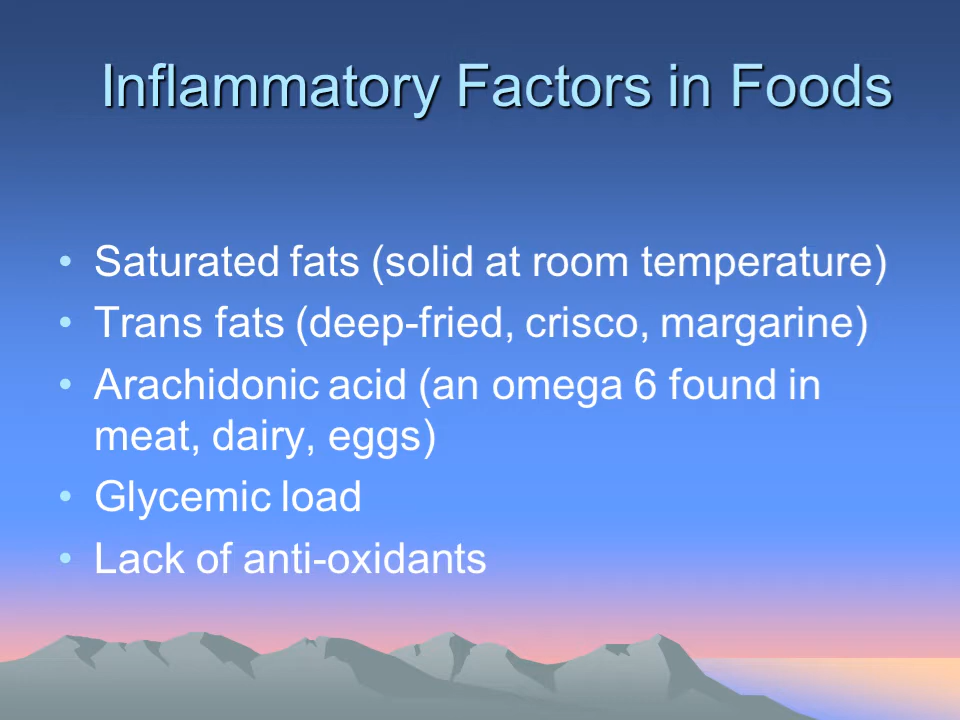 Inflammatory Factors in Foods
• Saturated fats (solid at room temperature)
• Trans fats (deep-fried, crisco, margarine)
• Arachidonic acid (an omega 6 found in
meat, dairy, eggs)
• Glycemic load
• Lack of anti-oxidants